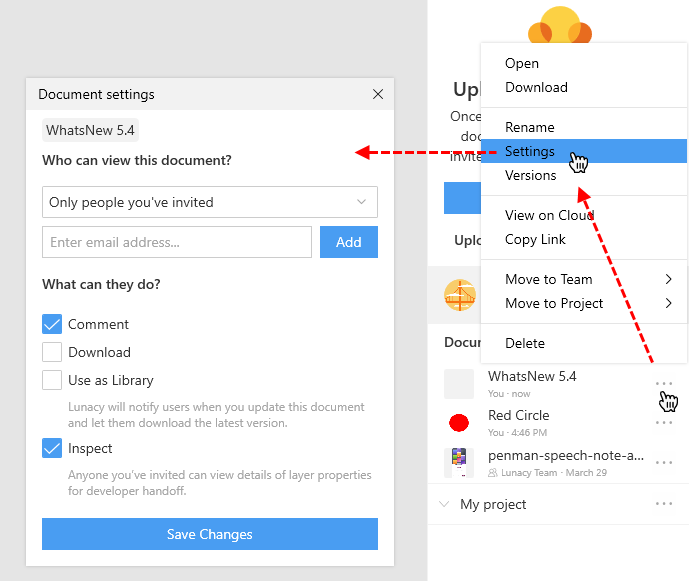 Document settings
WhatsNew 5.4
Who can view this document?
Only people you've invited
Enter email address...
Add
What can they do?
Comment
Download
Use as Library
Lunacy will notify users when you update this document
and let them download the latest version.
Inspect
Anyone you've invited can view details of layer properties
for developer handoff.
Save Changes
Upl
Once
doc
invite
Uplo
Docum
Open
Download
Rename
Settings
Versions
View on Cloud
Copy Link
Move to Team
Move to Project
Delete
WhatsNew 5.4
You · now
Red Circle
You · 4:46 PM
penman-speech-note-a...
Lunacy Team · March 29
My project